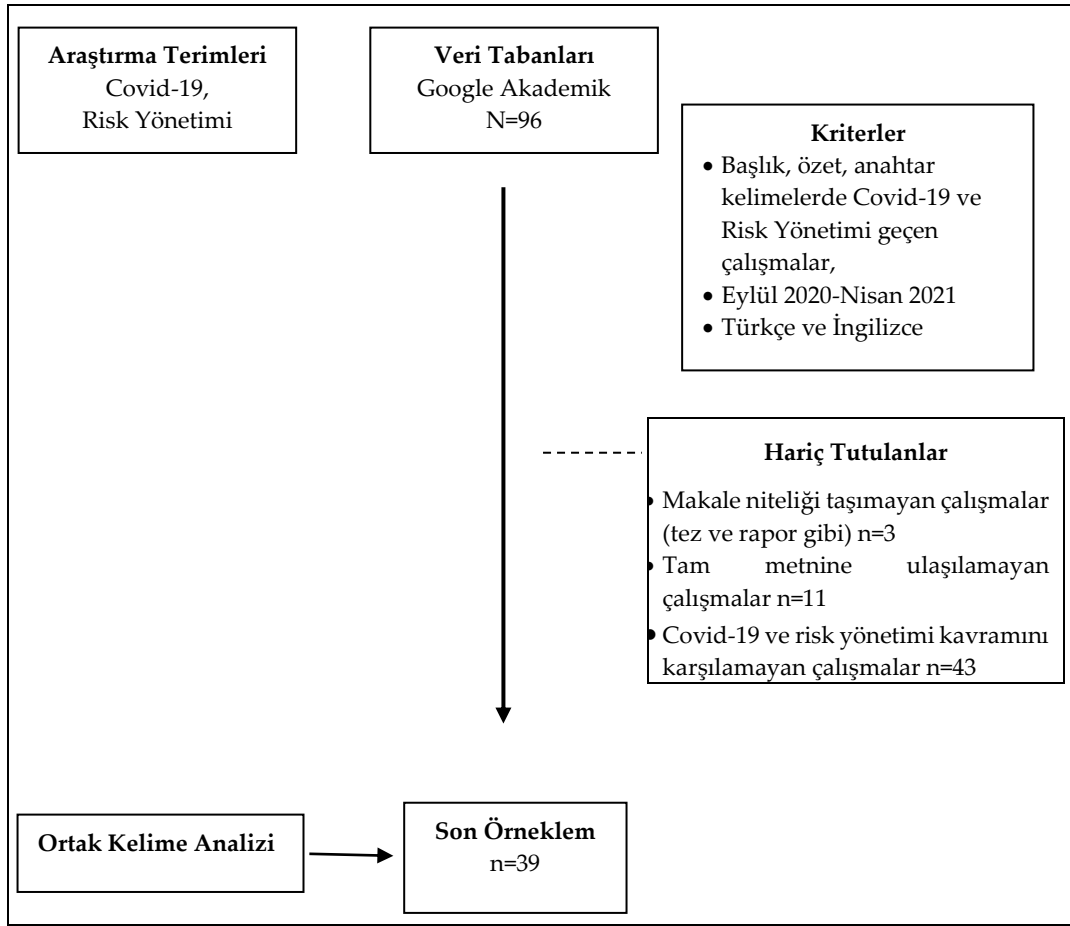 Araştırma Terimleri
Covid-19,
Risk Yönetimi
Veri Tabanları
Google Akademik
N=96
Kriterler
• Başlık, özet, anahtar
kelimelerde Covid-19 ve
Risk Yönetimi geçen
çalışmalar,
• Eylül 2020-Nisan 2021
• Türkçe ve İngilizce
Hariç Tutulanlar
• Makale niteliği taşımayan çalışmalar
(tez ve rapor gibi) n=3
• Tam metnine ulaşılamayan
çalışmalar n=11
• Covid-19 ve risk yönetimi kavramını
karşılamayan çalışmalar n=43
Ortak Kelime Analizi
Son Örneklem
n=39